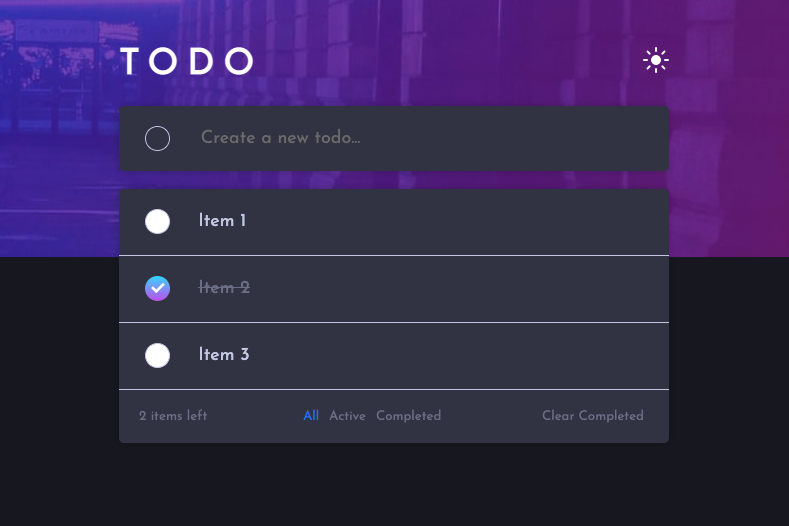 TODO
Create a new todo...
Item 1
Item 2
Item 3
2 items left All Active Completed Clear Completed